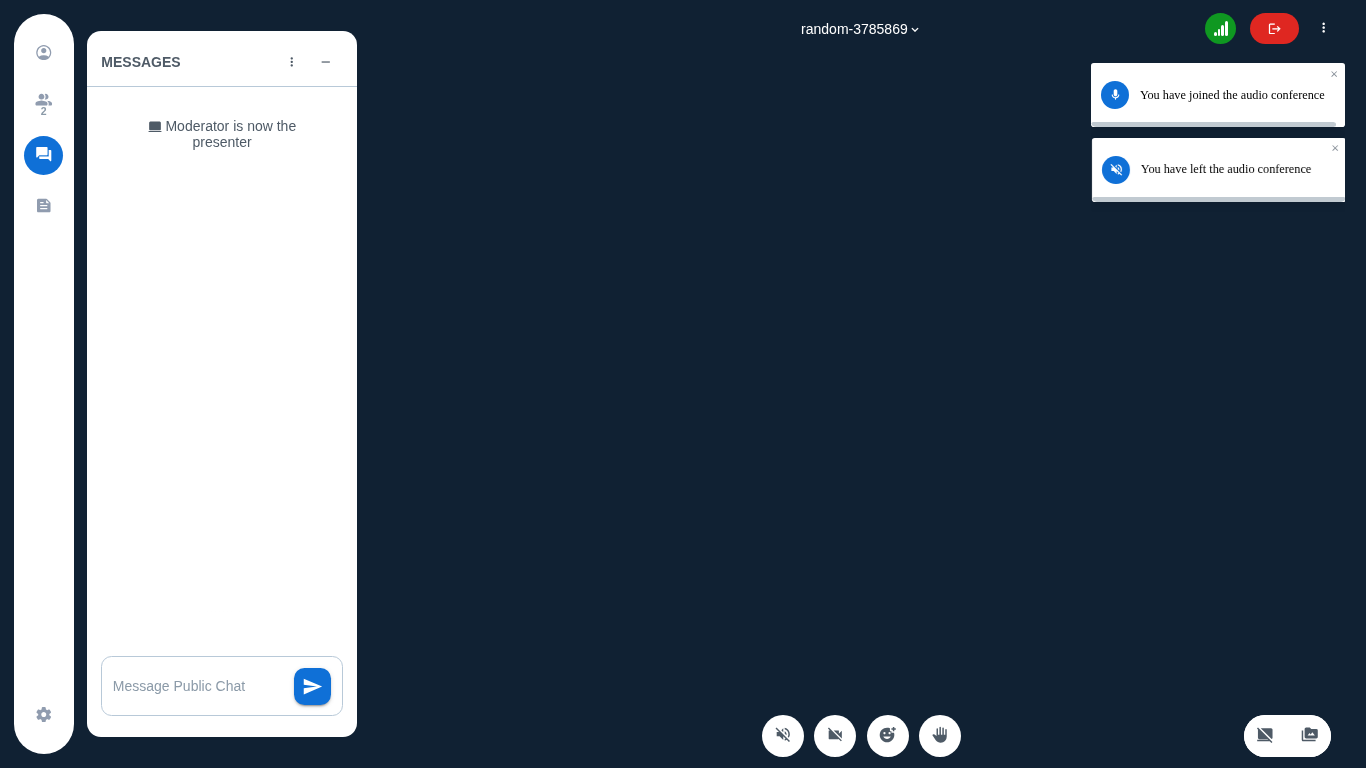 random-3785869
2
MESSAGES
Moderator is now the
presenter
Message Public Chat
You have joined the audio conference
You have left the audio conference